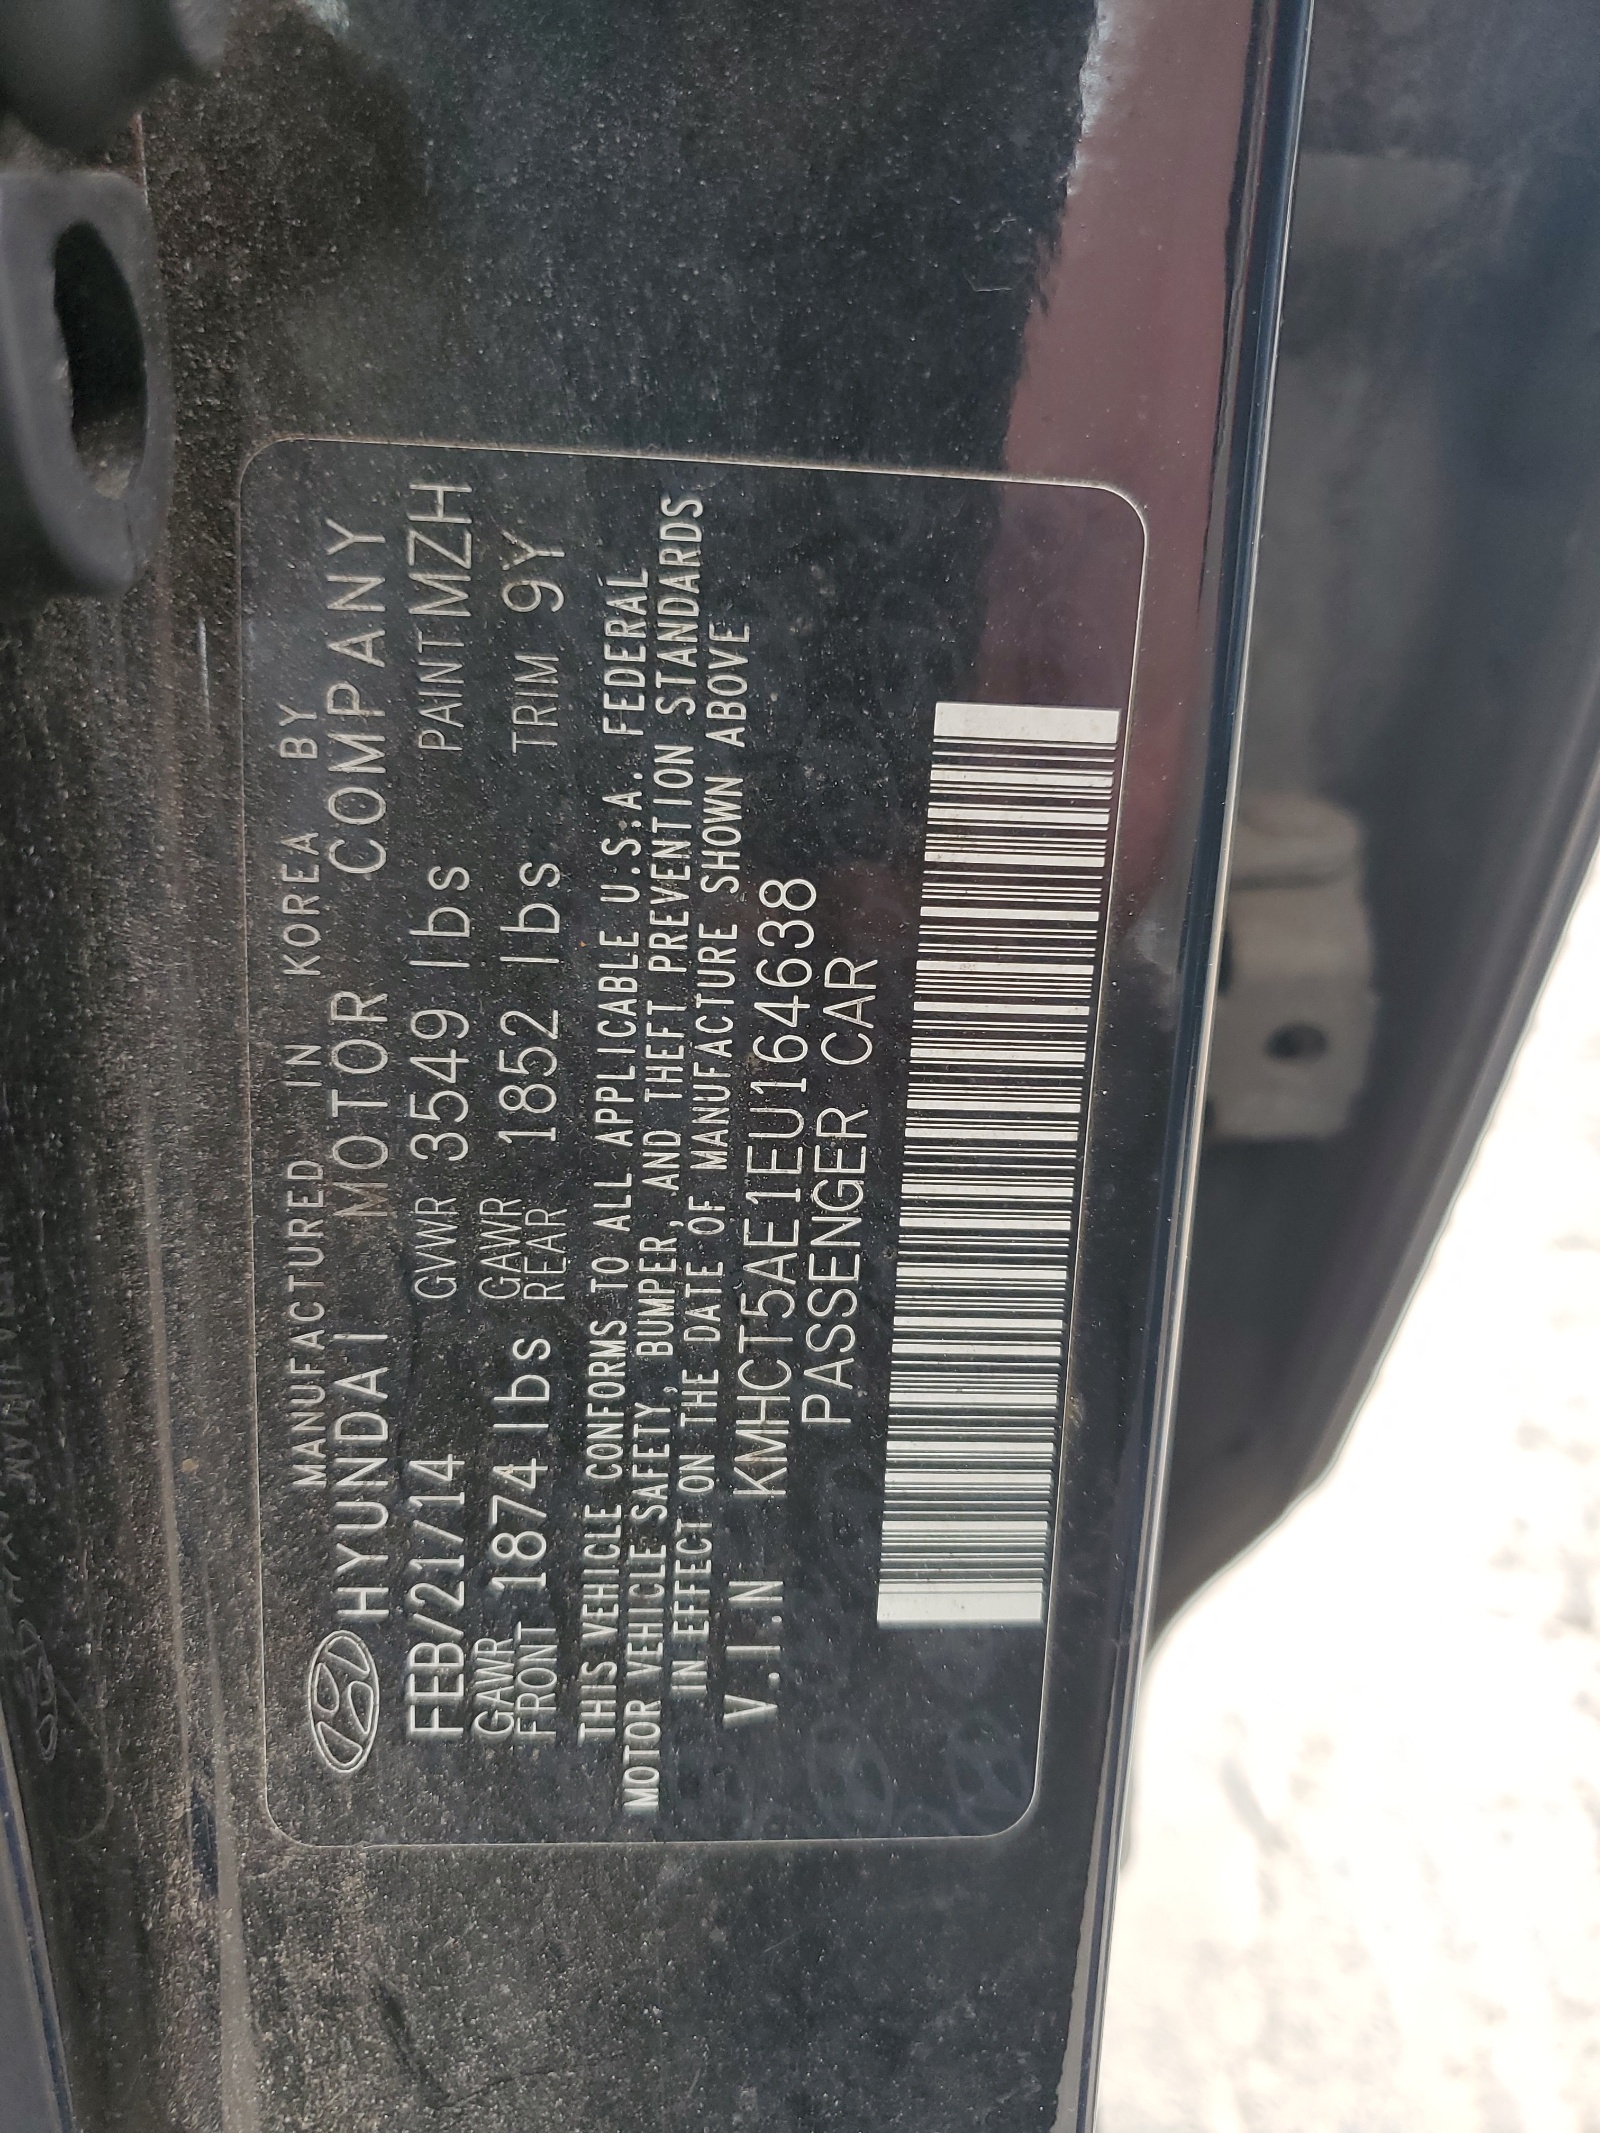 MANUFACTURED IN KOREA BY
HYUNDAI MOTOR COMPANY
FEB/21/14 GVWR 3549 lbs PAINT MZH
GAWR FRONT 1874 lbs GAWR REAR 1852 lbs TRIM 9Y
THIS VEHICLE CONFORMS TO ALL APPLICABLE U.S.A. FEDERAL
MOTOR VEHICLE SAFETY, BUMPER, AND THEFT PREVENTION STANDARDS
IN EFFECT ON THE DATE OF MANUFACTURE SHOWN ABOVE
V.I.N KMHCT5AE1EU164638
PASSENGER CAR